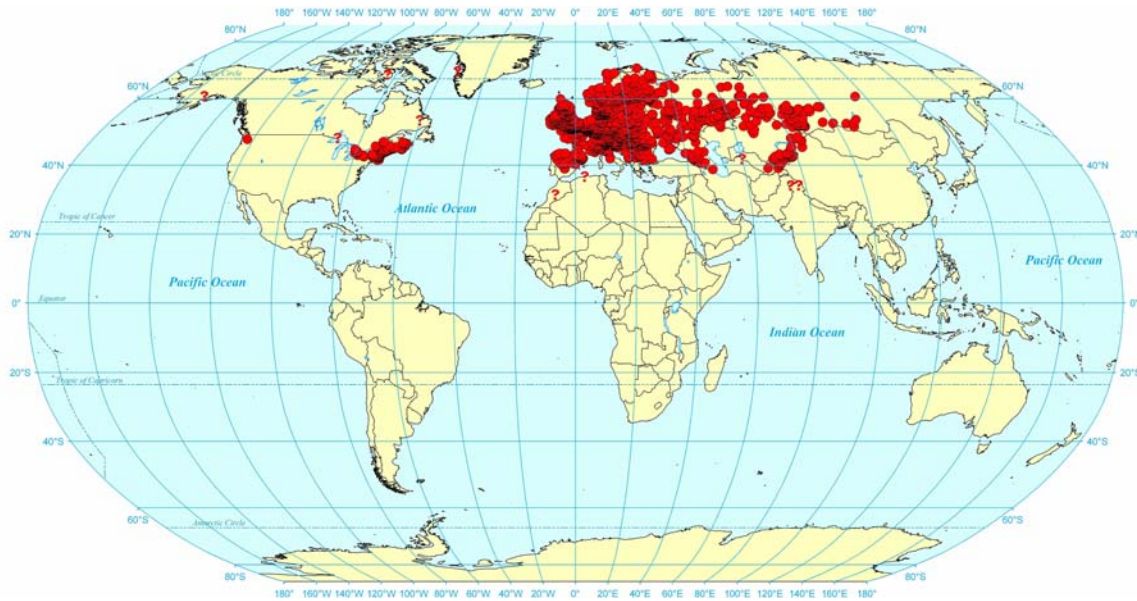 180° 160°W 140°W 120°W 100°W 80°W 60°W 40°W 20°W 0° 20°E 40°E 60°E 80°E 100°E 120°E 140°E 160°E 180°
80°N 80°N
? ? ? Arctic Circle
60°N ? ? 60°N
?
40°N ? 40°N
? ? ??
Tropic of Cancer Atlantic Ocean
20°N 20°N
Pacific Ocean Pacific Ocean
Equator
0° 0°
Indian Ocean
20°S 20°S
Tropic of Capricorn
40°S 40°S
60°S 60°S
Antarctic Circle
80°S 80°S
180° 160°W 140°W 120°W 100°W 80°W 60°W 40°W 20°W 0° 20°E 40°E 60°E 80°E 100°E 120°E 140°E 160°E 180°